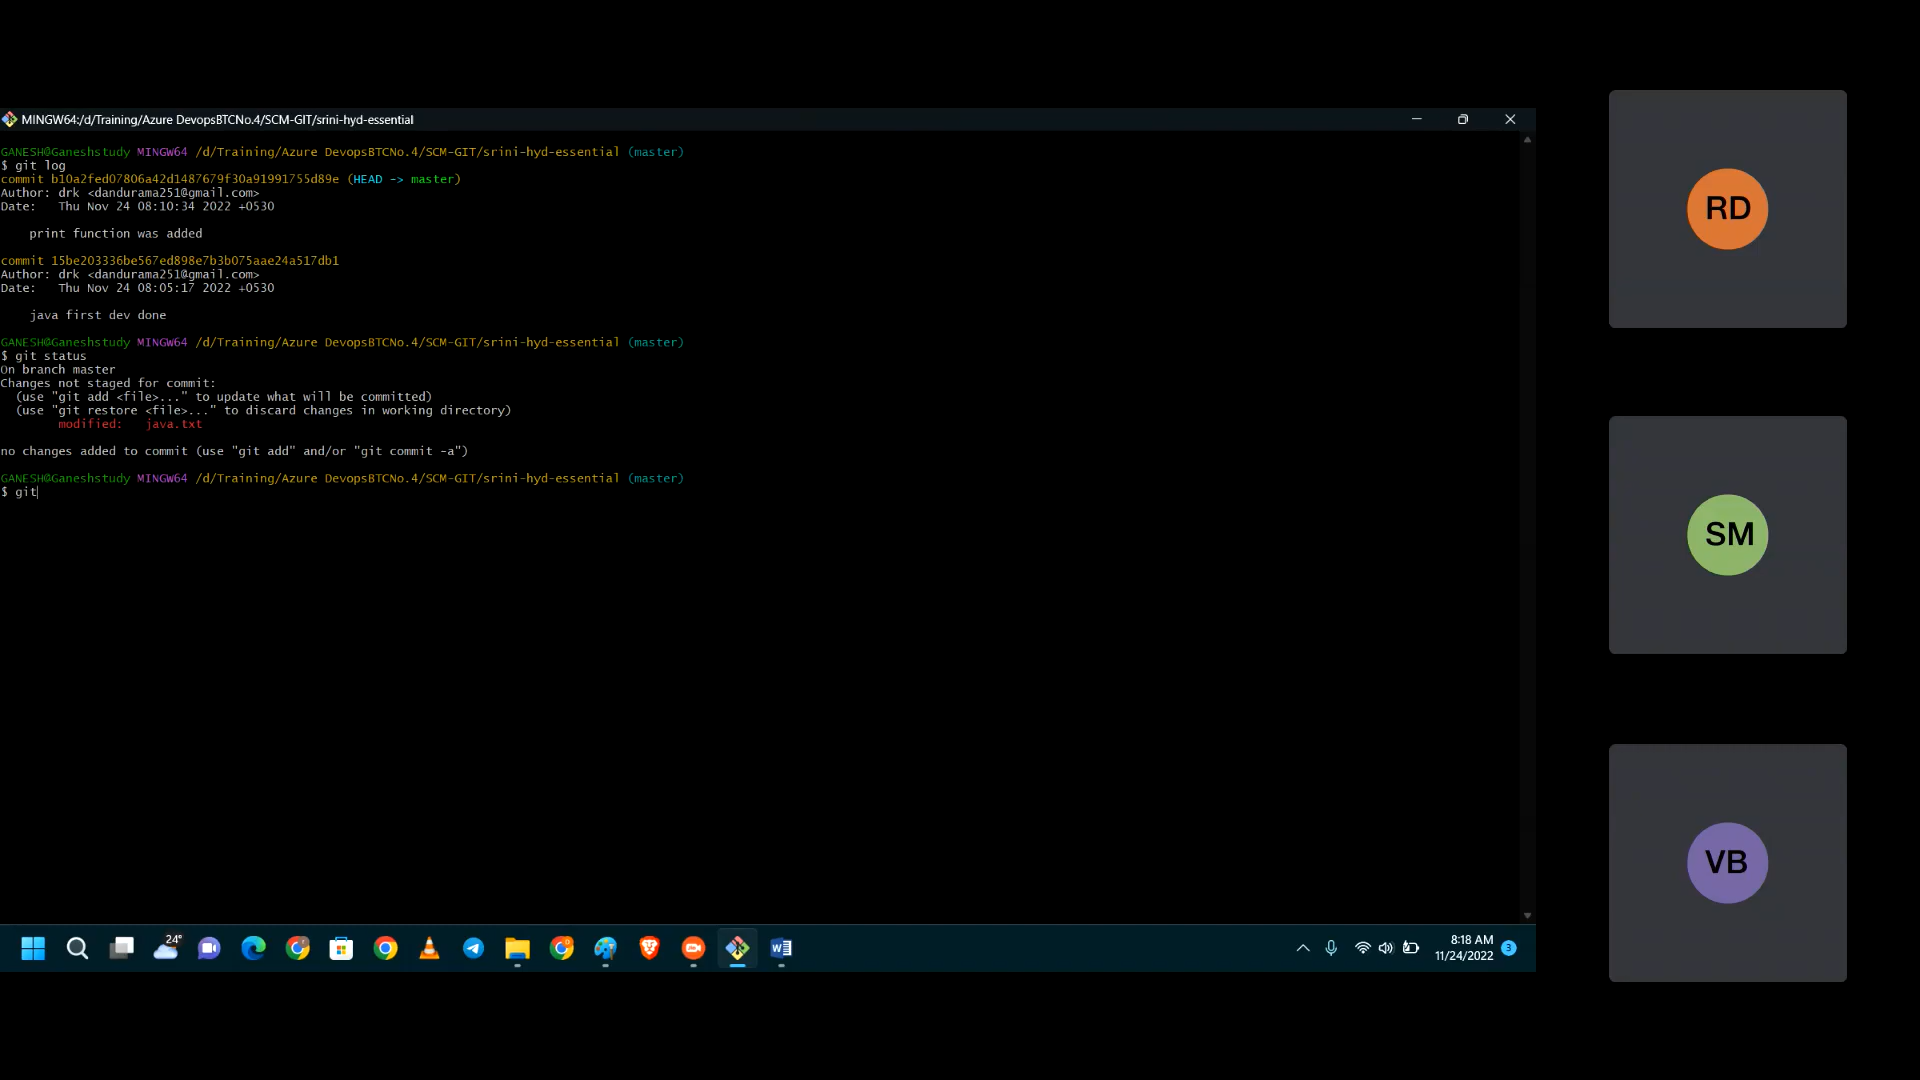 MINGW64:/d/Training/Azure DevopsBTCNo.4/SCM-GIT/srini-hyd-essential
GANESH@Ganeshstudy MINGW64 /d/Training/Azure DevopsBTCNo.4/SCM-GIT/srini-hyd-essential (master)
$ git log
commit b10a2fed07806a42d1487679f30a91991755d89e (HEAD -> master)
Author: drk <dandurama251@gmail.com>
Date:   Thu Nov 24 08:10:34 2022 +0530
print function was added
commit 15be203336be567ed898e7b3b075aae24a517db1
Author: drk <dandurama251@gmail.com>
Date:   Thu Nov 24 08:05:17 2022 +0530
java first dev done
GANESH@Ganeshstudy MINGW64 /d/Training/Azure DevopsBTCNo.4/SCM-GIT/srini-hyd-essential (master)
$ git status
On branch master
Changes not staged for commit:
(use "git add <file>..." to update what will be committed)
(use "git restore <file>..." to discard changes in working directory)
modified:   java.txt
no changes added to commit (use "git add" and/or "git commit -a")
GANESH@Ganeshstudy MINGW64 /d/Training/Azure DevopsBTCNo.4/SCM-GIT/srini-hyd-essential (master)
$ git
RD
SM
VB
24°
8:18 AM
11/24/2022
3